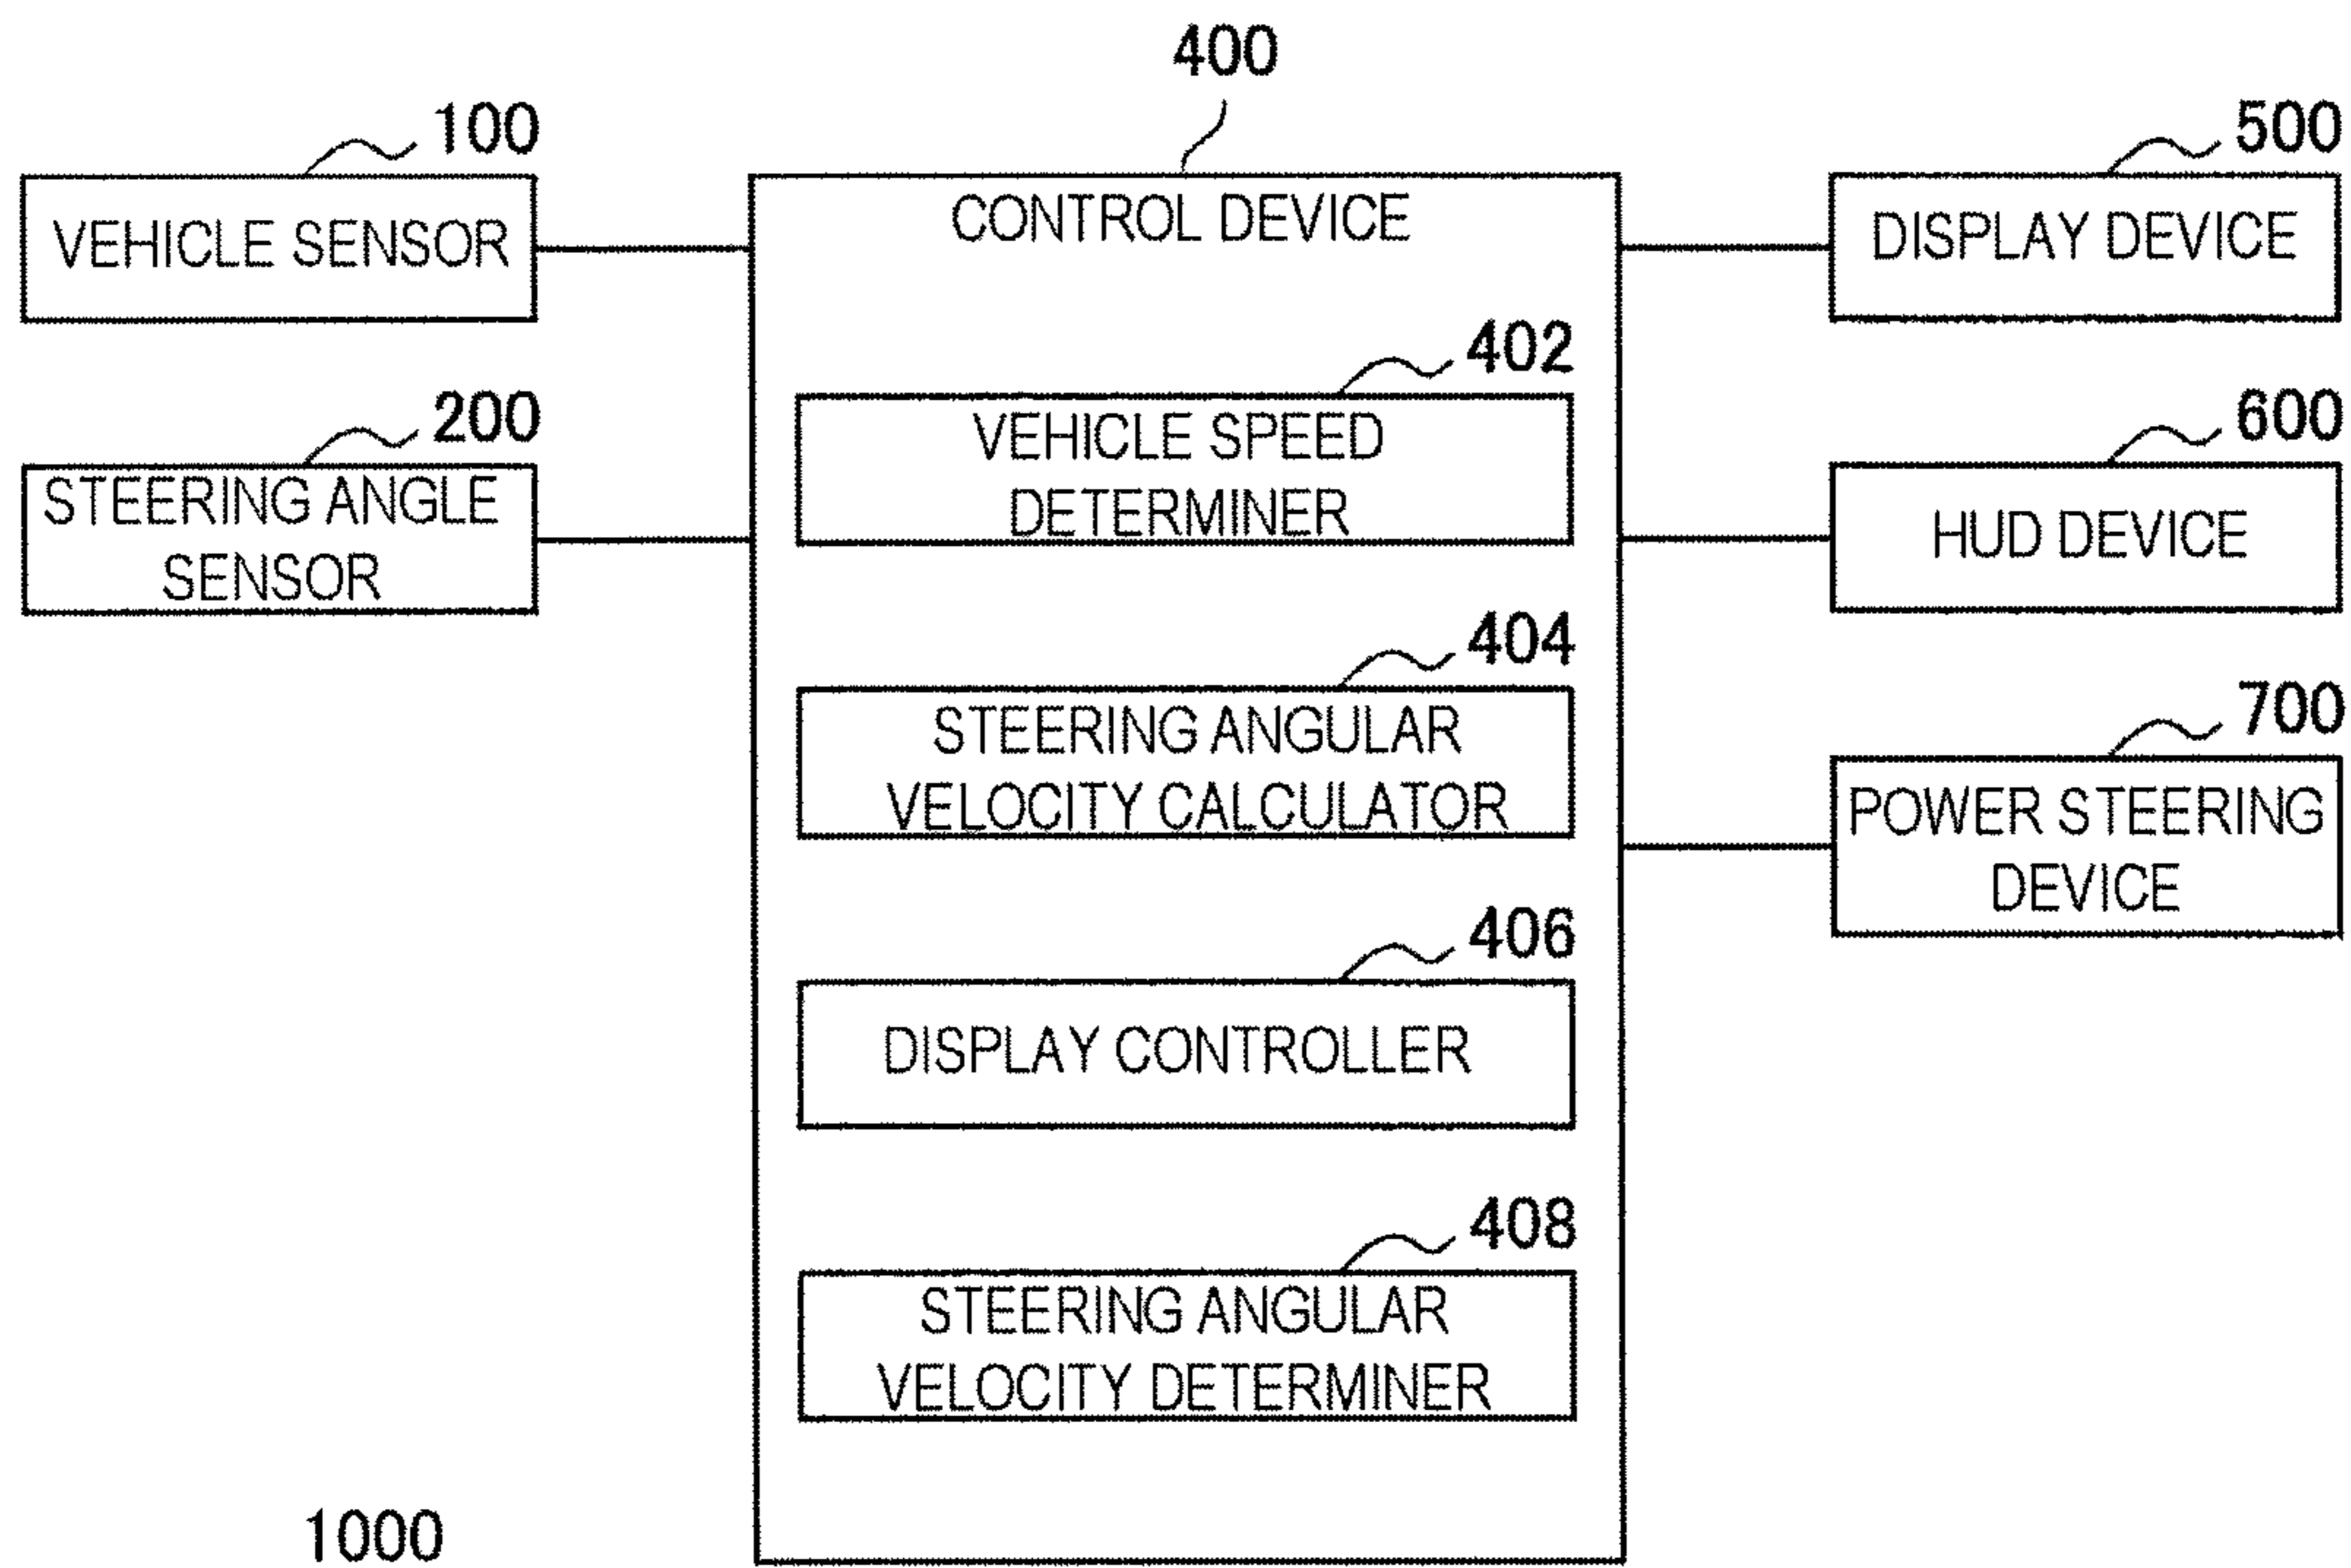 400
100
VEHICLE SENSOR
200
STEERING ANGLE
SENSOR
CONTROL DEVICE
402
VEHICLE SPEED
DETERMINER
404
STEERING ANGULAR
VELOCITY CALCULATOR
406
DISPLAY CONTROLLER
408
STEERING ANGULAR
VELOCITY DETERMINER
500
DISPLAY DEVICE
600
HUD DEVICE
700
POWER STEERING
DEVICE
1000